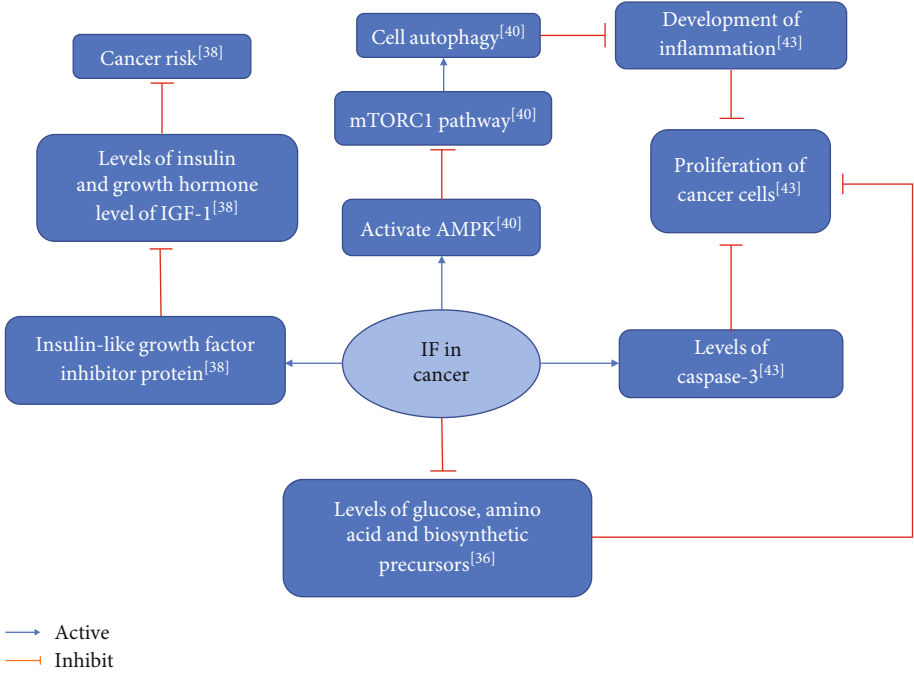 Cancer risk[38]
Levels of insulin
and growth hormone
level of IGF-1[38]
Insulin-like growth factor
inhibitor protein[38]
Cell autophagy[40]
mTORC1 pathway[40]
Activate AMPK[40]
IF in
cancer
Levels of glucose, amino
acid and biosynthetic
precursors[36]
Development of
inflammation[43]
Proliferation of
cancer cells[43]
Levels of
caspase-3[43]
Active
Inhibit